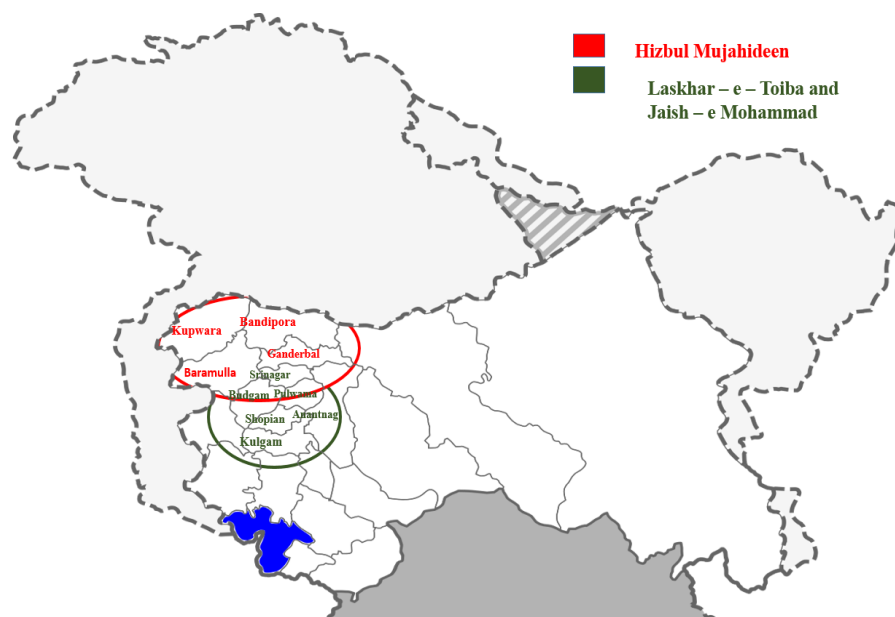 Hizbul Mujahideen
Laskhar – e – Toiba and
Jaish – e Mohammad
Bandipora
Kupwara
Ganderbal
Baramulla
Srinagar
Budgam
Pulwama
Shopian
Anantnag
Kulgam